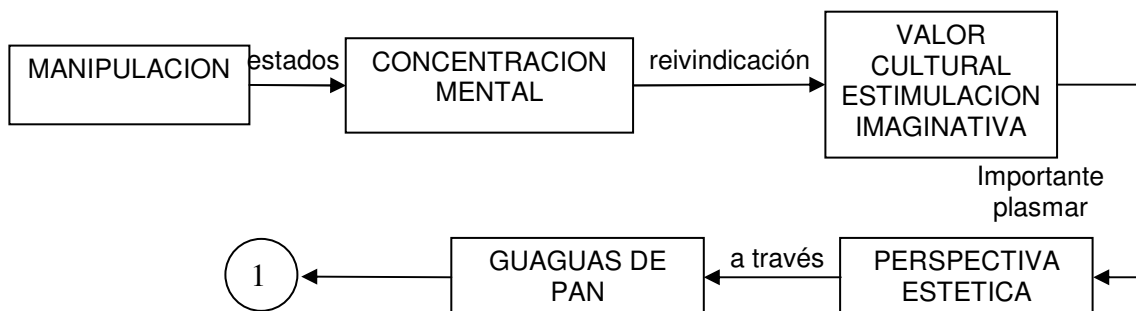 MANIPULACION
estados
CONCENTRACION
MENTAL
reivindicación
VALOR
CULTURAL
ESTIMULACION
IMAGINATIVA
Importante
plasmar
PERSPECTIVA
ESTETICA
a través
GUAGUAS DE
PAN
1